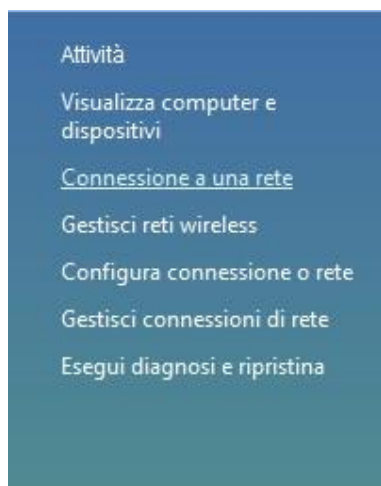 Attività
Visualizza computer e
dispositivi
Connessione a una rete
Gestisci reti wireless
Configura connessione o rete
Gestisci connessioni di rete
Esegui diagnosi e ripristina